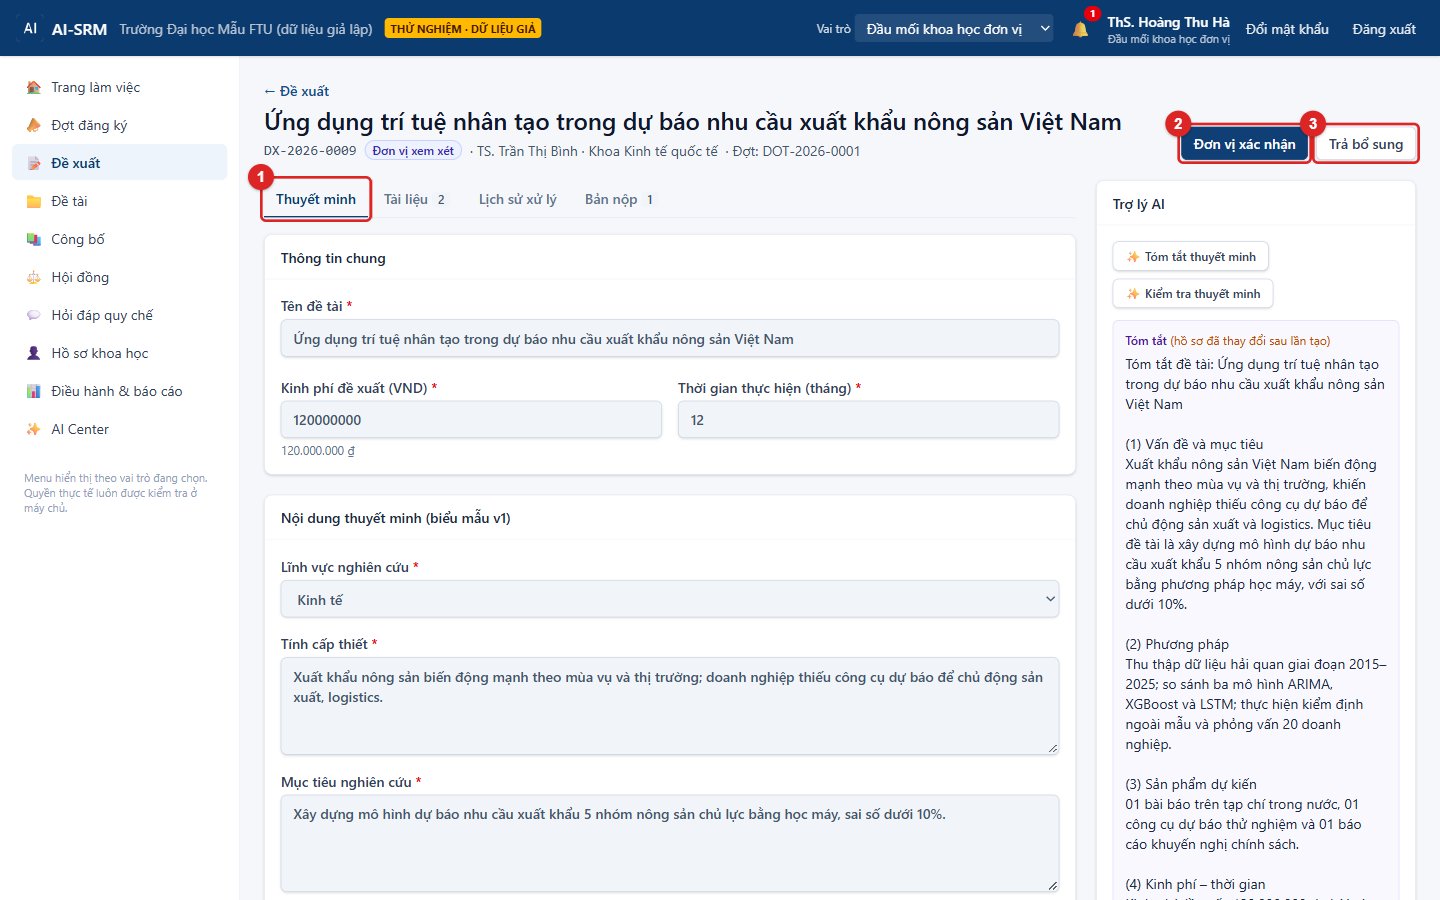 AI AI-SRM Trường Đại học Mẫu FTU (dữ liệu giả lập) THỬ NGHIỆM · DỮ LIỆU GIẢ
Vai trò Đầu mối khoa học đơn vị 1 ThS. Hoàng Thu Hà
Đầu mối khoa học đơn vị
Đổi mật khẩu Đăng xuất
Trang làm việc
Đợt đăng ký
Đề xuất
Đề tài
Công bố
Hội đồng
Hỏi đáp quy chế
Hồ sơ khoa học
Điều hành & báo cáo
AI Center
Menu hiển thị theo vai trò đang chọn.
Quyền thực tế luôn được kiểm tra ở
máy chủ.
← Đề xuất
Ứng dụng trí tuệ nhân tạo trong dự báo nhu cầu xuất khẩu nông sản Việt Nam
DX-2026-0009 Đơn vị xem xét · TS. Trần Thị Bình · Khoa Kinh tế quốc tế · Đợt: DOT-2026-0001
2 Đơn vị xác nhận
3 Trả bổ sung
1 Thuyết minh Tài liệu 2 Lịch sử xử lý Bản nộp 1
Thông tin chung
Tên đề tài *
Ứng dụng trí tuệ nhân tạo trong dự báo nhu cầu xuất khẩu nông sản Việt Nam
Kinh phí đề xuất (VND) * Thời gian thực hiện (tháng) *
120000000 12
120.000.000 ₫
Nội dung thuyết minh (biểu mẫu v1)
Lĩnh vực nghiên cứu *
Kinh tế
Tính cấp thiết *
Xuất khẩu nông sản biến động mạnh theo mùa vụ và thị trường; doanh nghiệp thiếu công cụ dự báo để chủ động sản
xuất, logistics.
Mục tiêu nghiên cứu *
Xây dựng mô hình dự báo nhu cầu xuất khẩu 5 nhóm nông sản chủ lực bằng học máy, sai số dưới 10%.
Trợ lý AI
Tóm tắt thuyết minh
Kiểm tra thuyết minh
Tóm tắt (hồ sơ đã thay đổi sau lần tạo)
Tóm tắt đề tài: Ứng dụng trí tuệ nhân tạo
trong dự báo nhu cầu xuất khẩu nông sản
Việt Nam
(1) Vấn đề và mục tiêu
Xuất khẩu nông sản Việt Nam biến động
mạnh theo mùa vụ và thị trường, khiến
doanh nghiệp thiếu công cụ dự báo để
chủ động sản xuất và logistics. Mục tiêu
đề tài là xây dựng mô hình dự báo nhu
cầu xuất khẩu 5 nhóm nông sản chủ lực
bằng phương pháp học máy, với sai số
dưới 10%.
(2) Phương pháp
Thu thập dữ liệu hải quan giai đoạn 2015–
2025; so sánh ba mô hình ARIMA,
XGBoost và LSTM; thực hiện kiểm định
ngoài mẫu và phỏng vấn 20 doanh
nghiệp.
(3) Sản phẩm dự kiến
01 bài báo trên tạp chí trong nước, 01
công cụ dự báo thử nghiệm và 01 báo
cáo khuyến nghị chính sách.
(4) Kinh phí – thời gian